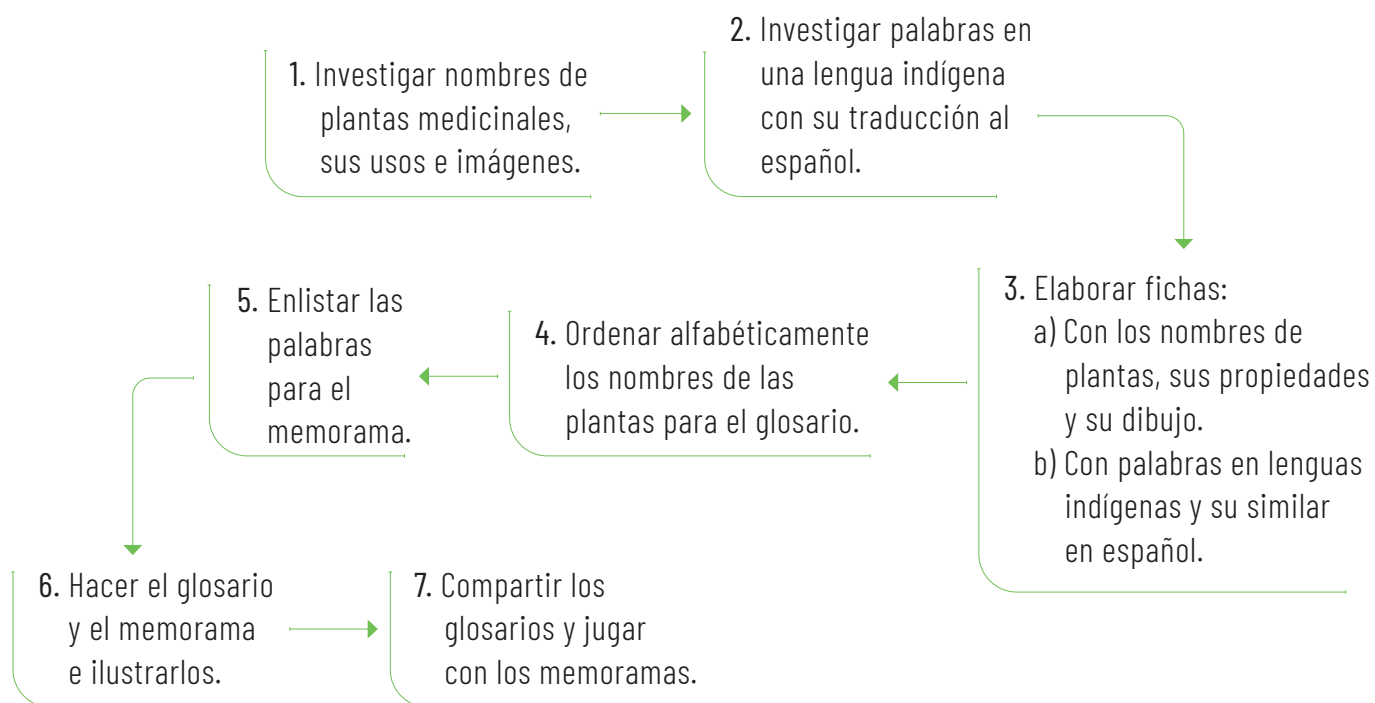 1. Investigar nombres de
plantas medicinales,
sus usos e imágenes.
2. Investigar palabras en
una lengua indígena
con su traducción al
español.
3. Elaborar fichas:
a) Con los nombres de
plantas, sus propiedades
y su dibujo.
b) Con palabras en lenguas
indígenas y su similar
en español.
4. Ordenar alfabéticamente
los nombres de las
plantas para el glosario.
5. Enlistar las
palabras
para el
memorama.
6. Hacer el glosario
y el memorama
e ilustrarlos.
7. Compartir los
glosarios y jugar
con los memoramas.